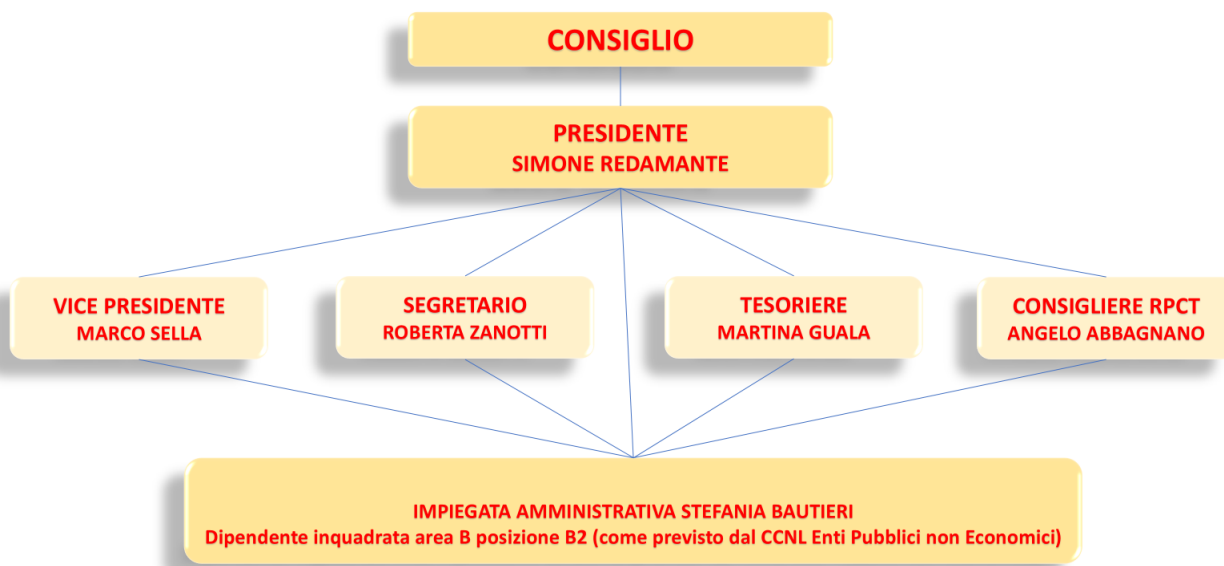 CONSIGLIO
PRESIDENTE
SIMONE REDAMANTE
VICE PRESIDENTE
MARCO SELLA
SEGRETARIO
ROBERTA ZANOTTI
TESORIERE
MARTINA GUALA
CONSIGLIERE RPCT
ANGELO ABBAGNANO
IMPIEGATA AMMINISTRATIVA STEFANIA BAUTIERI
Dipendente inquadrata area B posizione B2 (come previsto dal CCNL Enti Pubblici non Economici)